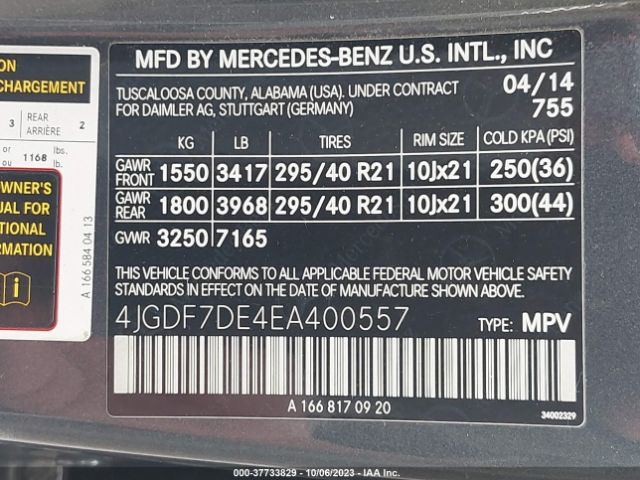 ON
CHARGEMENT
3 REAR ARRIÈRE 2
or lbs.
ou 1168 lb.
OWNER'S
UAL FOR
TIONAL
RMATION
A 166 584 04 13
MFD BY MERCEDES-BENZ U.S. INTL., INC
TUSCALOOSA COUNTY, ALABAMA (USA). UNDER CONTRACT 04/14
FOR DAIMLER AG, STUTTGART (GERMANY) 755
KG LB TIRES RIM SIZE COLD KPA (PSI)
GAWR FRONT 1550 3417 295/40 R21 10Jx21 250(36)
GAWR REAR 1800 3968 295/40 R21 10Jx21 300(44)
GVWR 3250 7165
THIS VEHICLE CONFORMS TO ALL APPLICABLE FEDERAL MOTOR VEHICLE SAFETY
STANDARDS IN EFFECT ON THE DATE OF MANUFACTURE SHOWN ABOVE.
4JGDF7DE4EA400557 TYPE: MPV
A 166 817 09 20
34002329
000-37733829 - 10/06/2023 - IAA Inc.